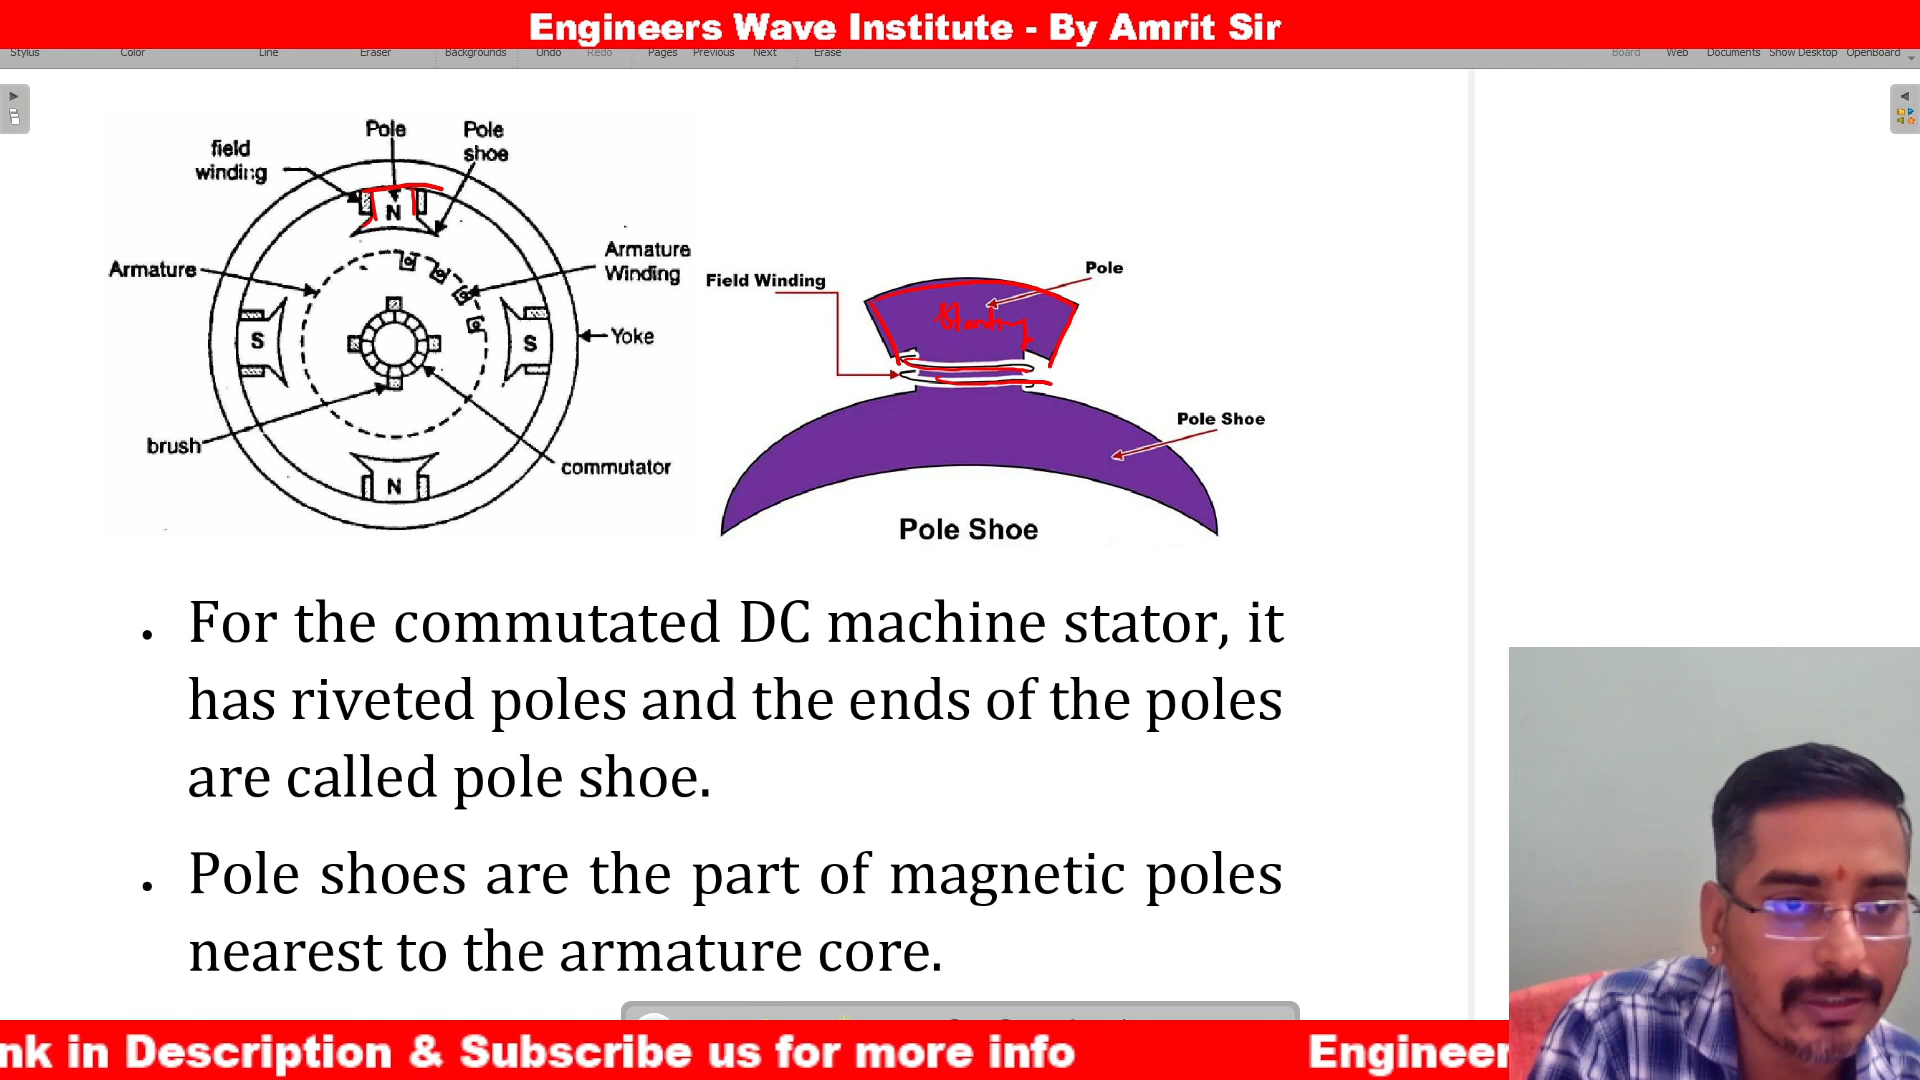 Engineers Wave Institute - By Amrit Sir
Stylus Color Line Eraser Backgrounds Undo Redo Pages Previous Next Erase Board Web Documents Show Desktop OpenBoard
Pole
Pole
shoe
field
winding
N
Armature
Armature
Winding
S
S
Yoke
brush
commutator
N
Field Winding
Pole
Pole Shoe
Pole Shoe
. For the commutated DC machine stator, it
has riveted poles and the ends of the poles
are called pole shoe.
. Pole shoes are the part of magnetic poles
nearest to the armature core.
nk in Description & Subscribe us for more info Engineer